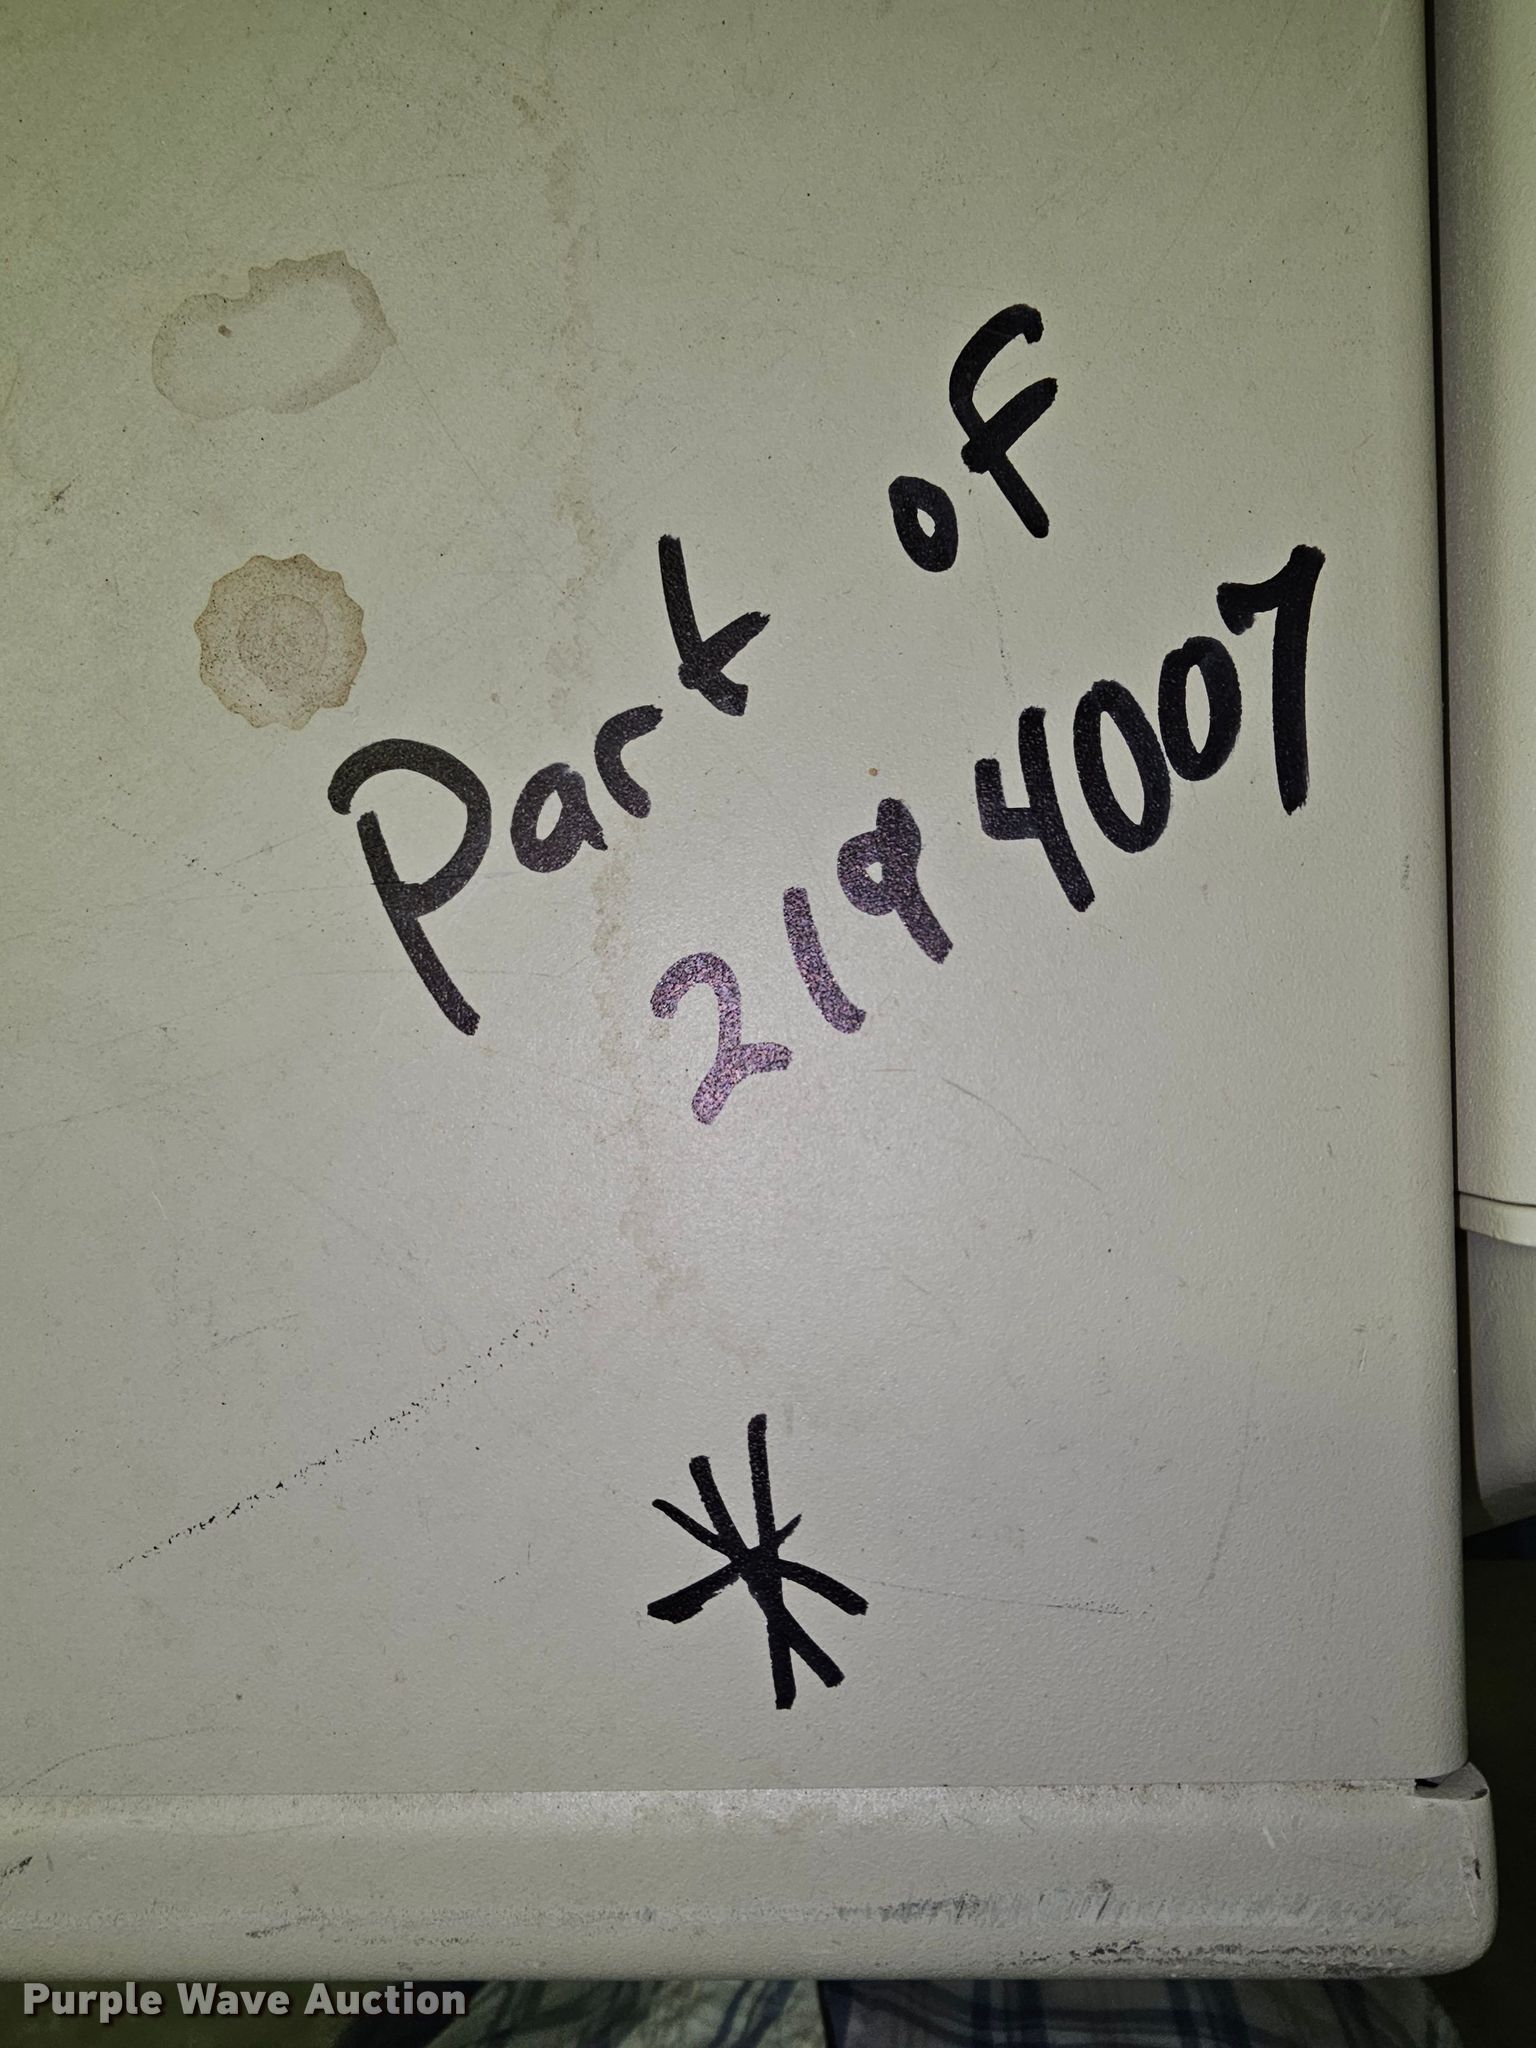 Part of
2194007
*
Purple Wave Auction